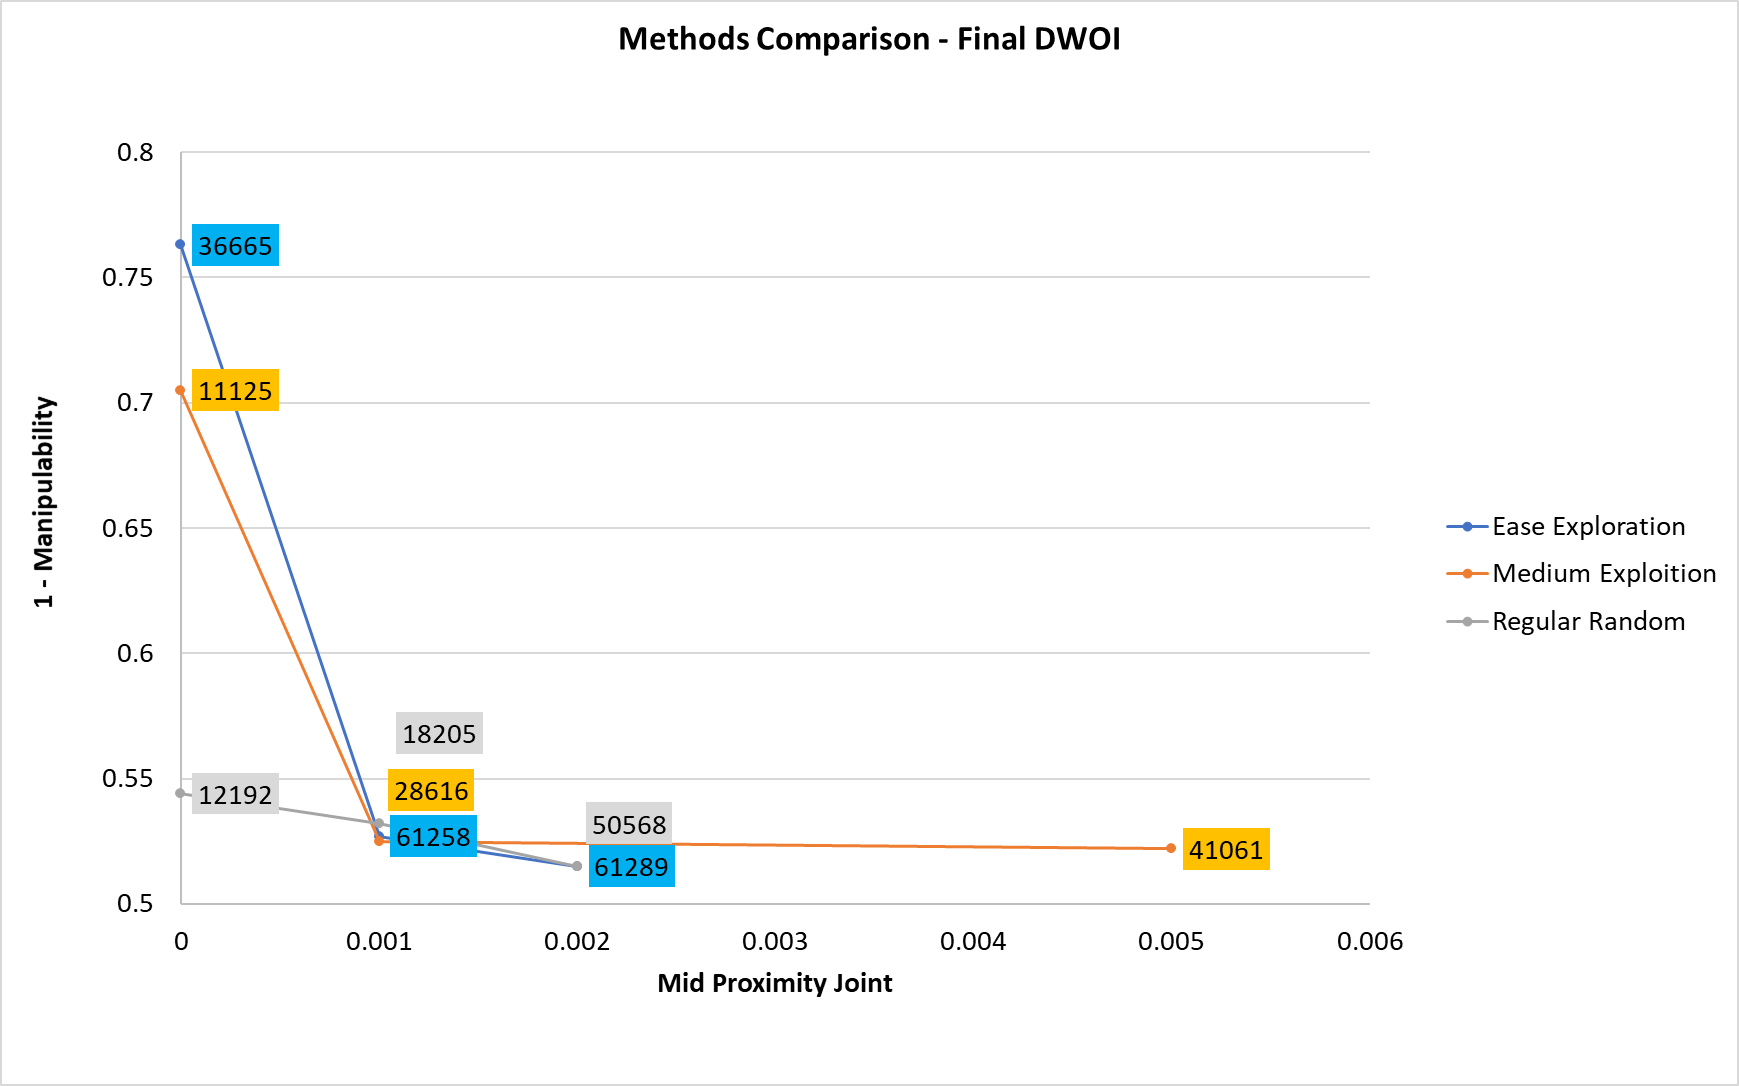 Methods Comparison - Final DWOI
0.8
0.75
0.7
0.65
0.6
0.55
0.5
1 - Manipulability
36665
11125
18205
28616
12192
50568
61258
41061
61289
0 0.001 0.002 0.003 0.004 0.005 0.006
Mid Proximity Joint
Ease Exploration
Medium Exploition
Regular Random